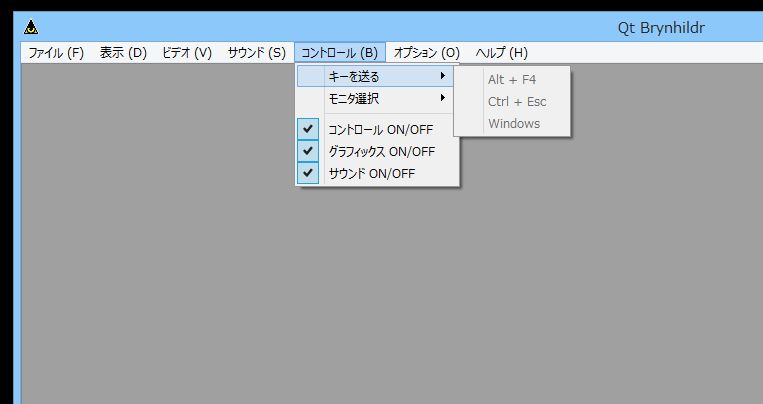 Qt Brynhildr
ファイル (F) 表示 (D) ビデオ (V) サウンド (S) コントロール (B) オプション (O) ヘルプ (H)
キーを送る
モニタ選択
コントロール ON/OFF
グラフィックス ON/OFF
サウンド ON/OFF
Alt + F4
Ctrl + Esc
Windows